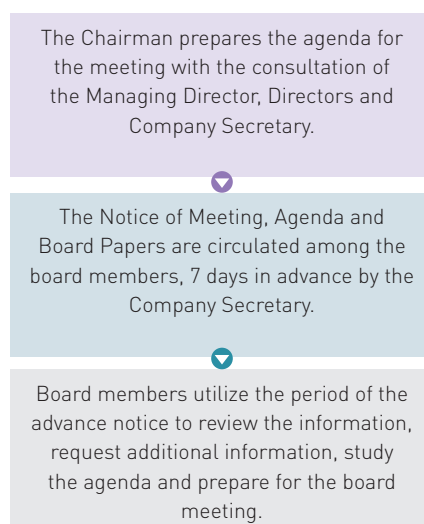 The Chairman prepares the agenda for
the meeting with the consultation of
the Managing Director, Directors and
Company Secretary.
The Notice of Meeting, Agenda and
Board Papers are circulated among the
board members, 7 days in advance by the
Company Secretary.
Board members utilize the period of the
advance notice to review the information,
request additional information, study
the agenda and prepare for the board
meeting.